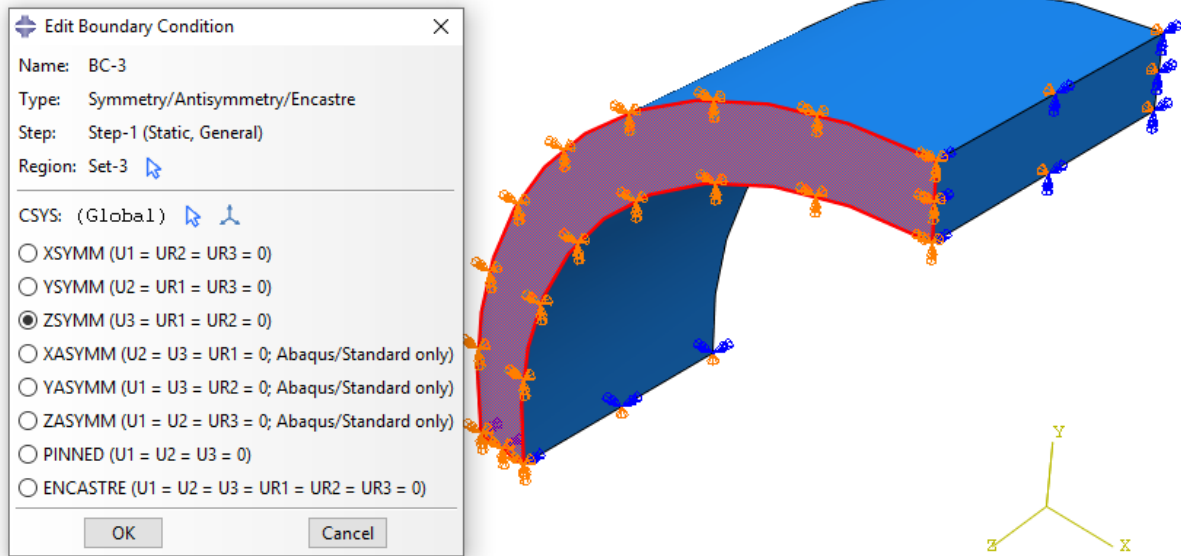 Edit Boundary Condition
Name: BC-3
Type: Symmetry/Antisymmetry/Encastre
Step: Step-1 (Static, General)
Region: Set-3
CSYS: (Global)
XSYMM (U1 = UR2 = UR3 = 0)
YSYMM (U2 = UR1 = UR3 = 0)
ZSYMM (U3 = UR1 = UR2 = 0)
XASYMM (U2 = U3 = UR1 = 0; Abaqus/Standard only)
YASYMM (U1 = U3 = UR2 = 0; Abaqus/Standard only)
ZASYMM (U1 = U2 = UR3 = 0; Abaqus/Standard only)
PINNED (U1 = U2 = U3 = 0)
ENCASTRE (U1 = U2 = U3 = UR1 = UR2 = UR3 = 0)
OK Cancel
Y
Z X